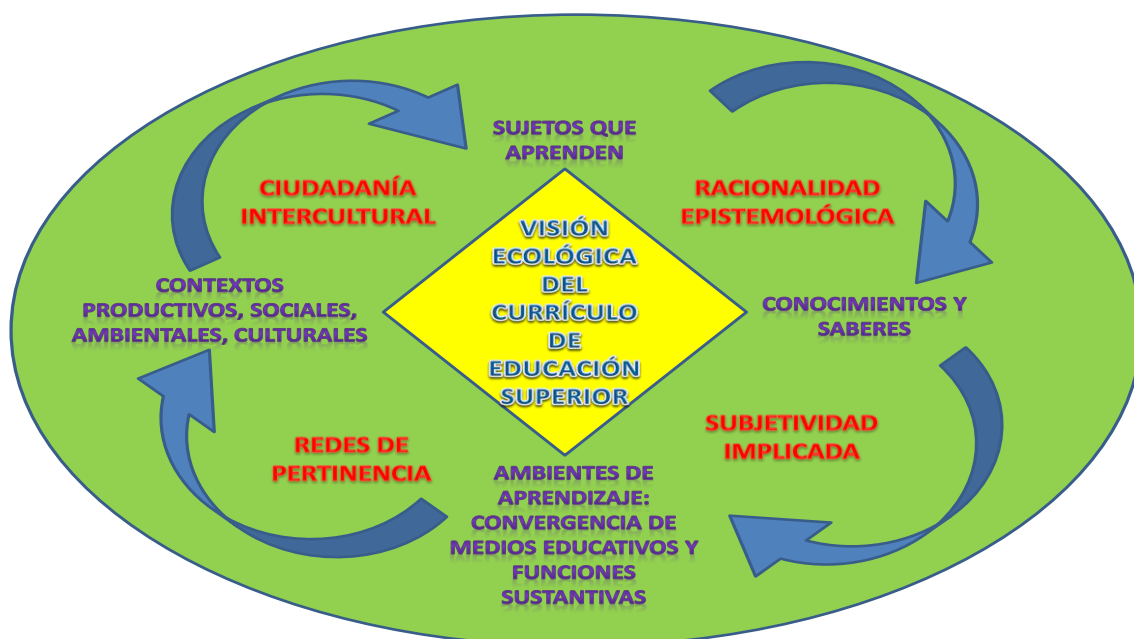 SUJETOS QUE
APRENDEN
CIUDADANÍA
INTERCULTURAL
RACIONALIDAD
EPISTEMOLÓGICA
VISIÓN
ECOLÓGICA
DEL
CURRÍCULO
DE
EDUCACIÓN
SUPERIOR
CONTEXTOS
PRODUCTIVOS, SOCIALES,
AMBIENTALES, CULTURALES
CONOCIMIENTOS Y
SABERES
REDES DE
PERTINENCIA
SUBJETIVIDAD
IMPLICADA
AMBIENTES DE
APRENDIZAJE:
CONVERGENCIA DE
MEDIOS EDUCATIVOS Y
FUNCIONES
SUSTANTIVAS